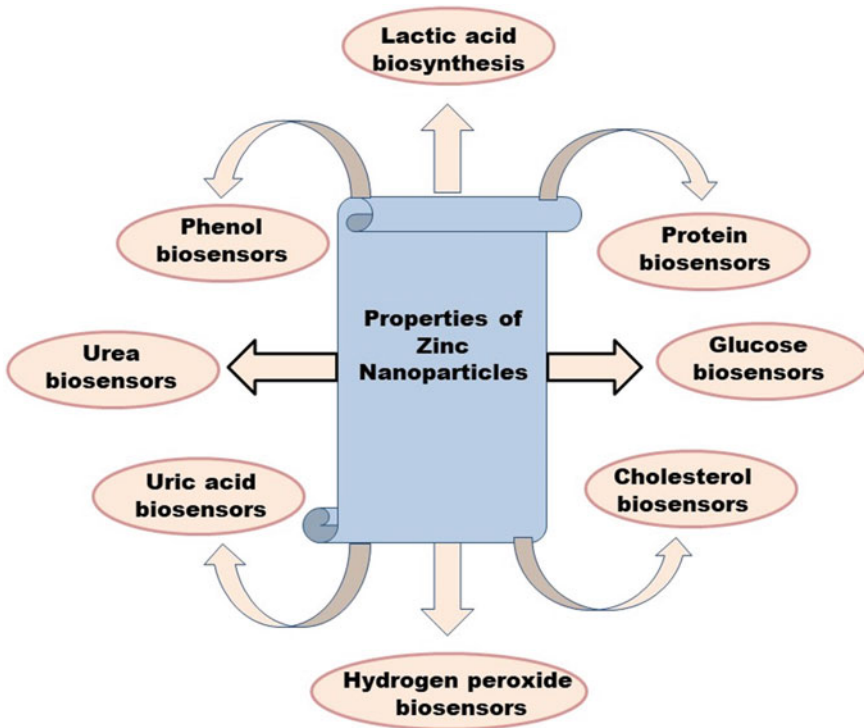 Lactic acid
biosynthesis
Phenol
biosensors
Protein
biosensors
Properties of
Zinc
Nanoparticles
Urea
biosensors
Glucose
biosensors
Uric acid
biosensors
Cholesterol
biosensors
Hydrogen peroxide
biosensors